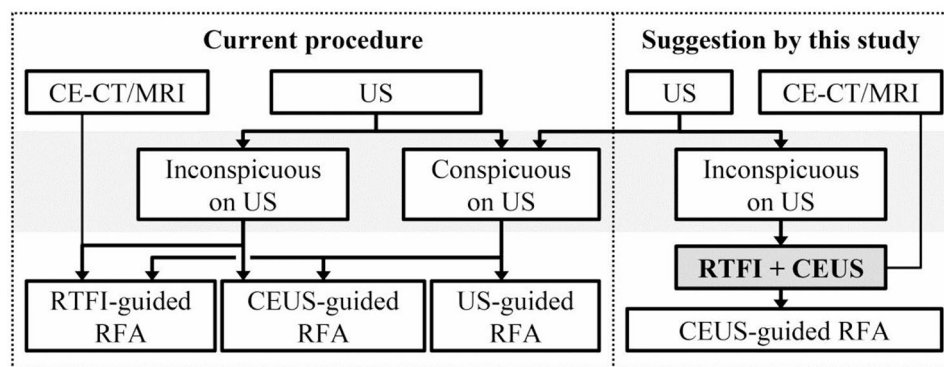 Current procedure
CE-CT/MRI
US
Inconspicuous
on US
Conspicuous
on US
RTFI-guided
RFA
CEUS-guided
RFA
US-guided
RFA
Suggestion by this study
US
CE-CT/MRI
Inconspicuous
on US
RTFI + CEUS
CEUS-guided RFA